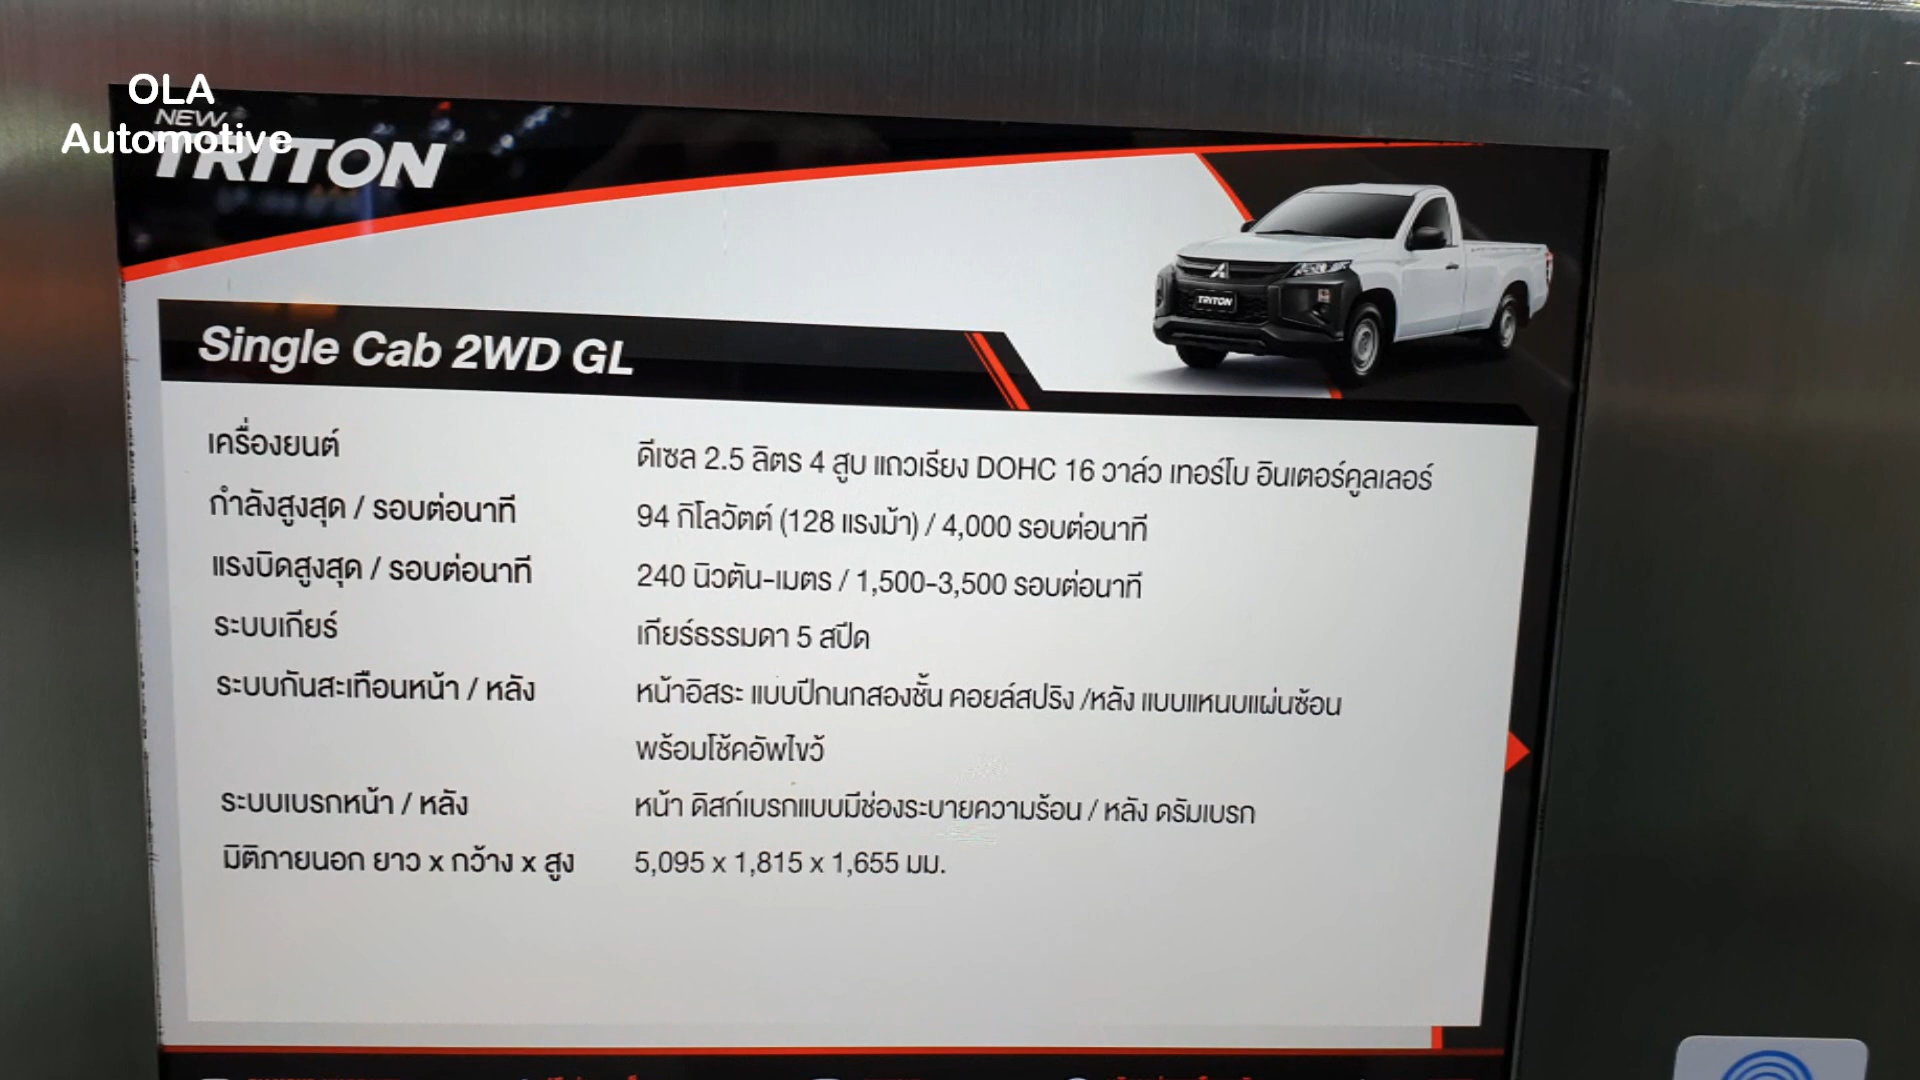 OLA
Automotive
NEW
TRITON
TRITON
Single Cab 2WD GL
เครื่องยนต์ ดีเซล 2.5 ลิตร 4 สูบ แถวเรียง DOHC 16 วาล์ว เทอร์โบ อินเตอร์คูลเลอร์
กำลังสูงสุด / รอบต่อนาที 94 กิโลวัตต์ (128 แรงม้า) / 4,000 รอบต่อนาที
แรงบิดสูงสุด / รอบต่อนาที 240 นิวตัน-เมตร / 1,500-3,500 รอบต่อนาที
ระบบเกียร์ เกียร์ธรรมดา 5 สปีด
ระบบกันสะเทือนหน้า / หลัง หน้าอิสระ แบบปีกนกสองชั้น คอยล์สปริง /หลัง แบบแหนบแผ่นซ้อน
พร้อมโช้คอัพไขว้
ระบบเบรกหน้า / หลัง หน้า ดิสก์เบรกแบบมีช่องระบายความร้อน / หลัง ดรัมเบรก
มิติภายนอก ยาว x กว้าง x สูง 5,095 x 1,815 x 1,655 มม.